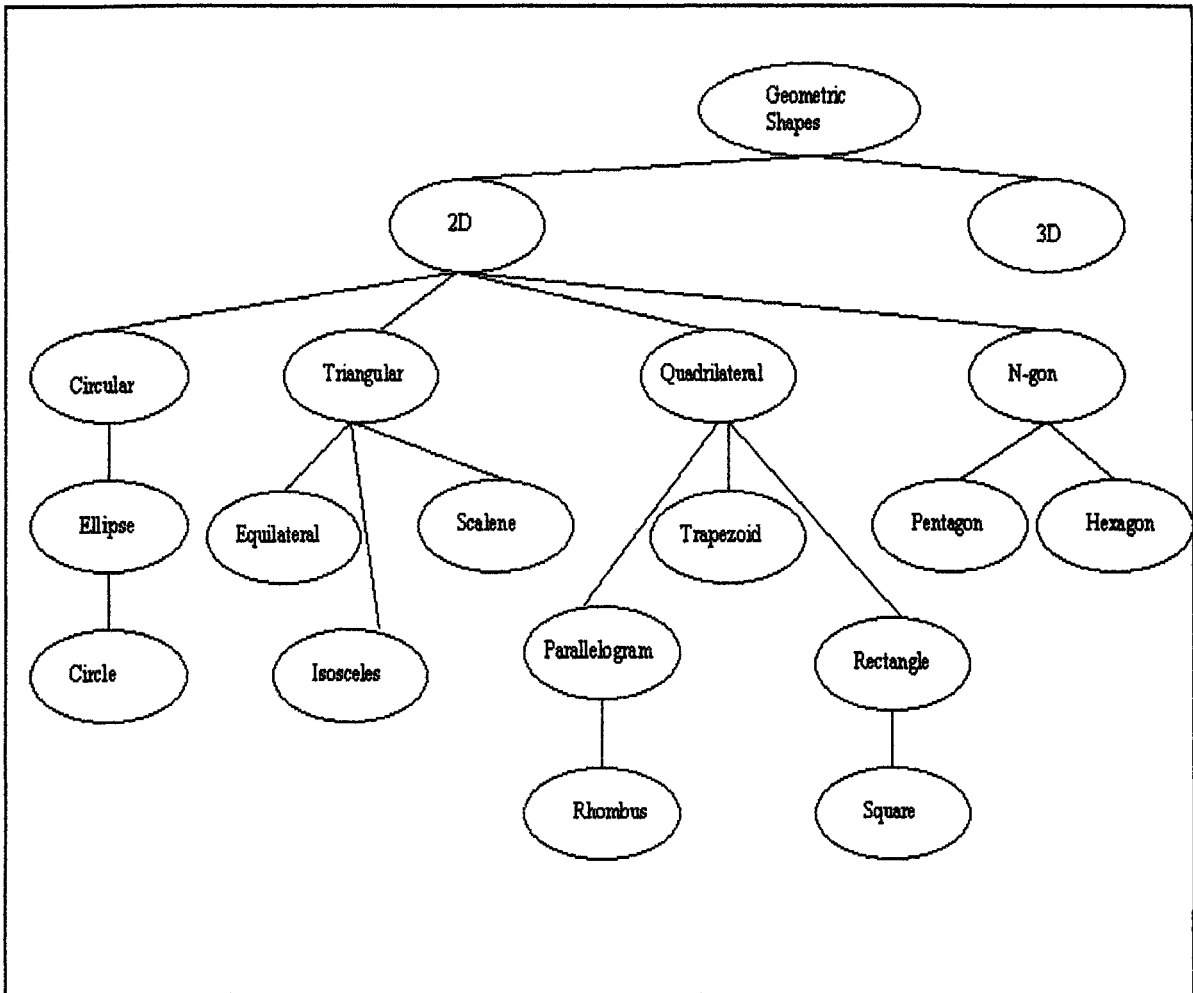 Geometric
Shapes
2D
3D
Circular
Triangular
Quadrilateral
N-gon
Ellipse
Equilateral
Scalene
Trapezoid
Pentagon
Hexagon
Circle
Isosceles
Parallelogram
Rectangle
Rhombus
Square